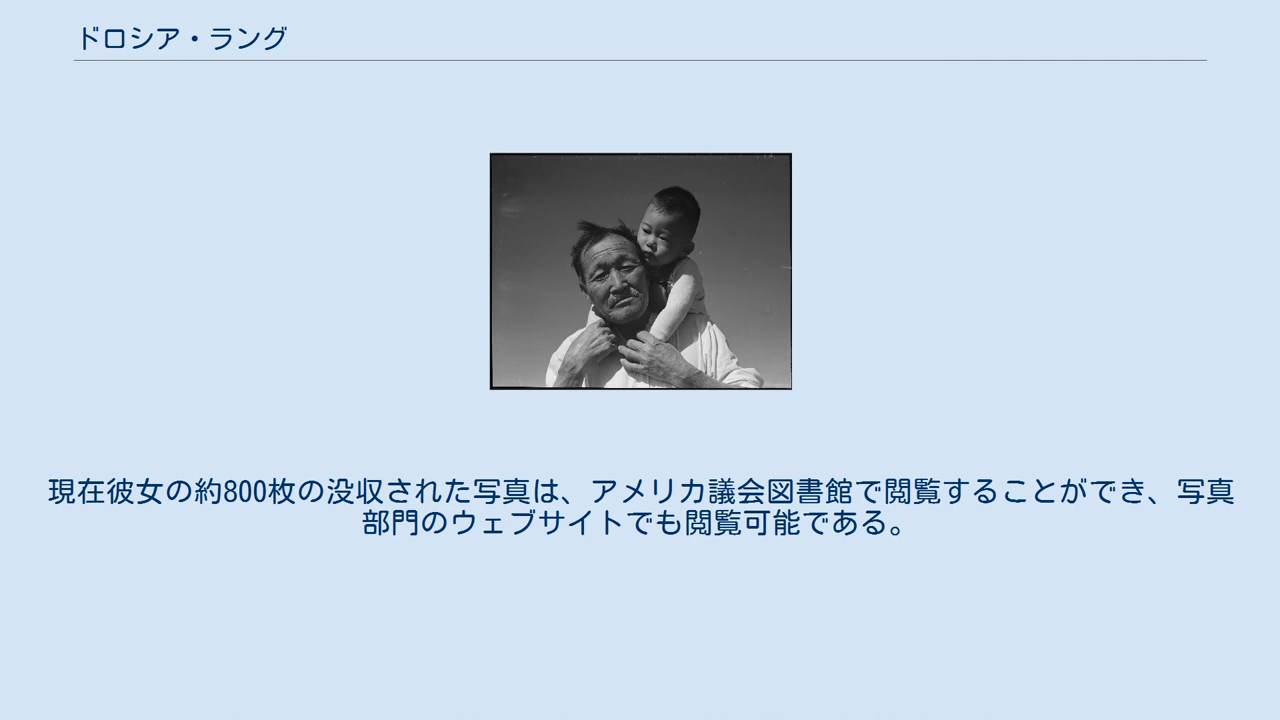 ドロシア・ラング
現在彼女の約800枚の没収された写真は、アメリカ議会図書館で閲覧することができ、写真
部門のウェブサイトでも閲覧可能である。